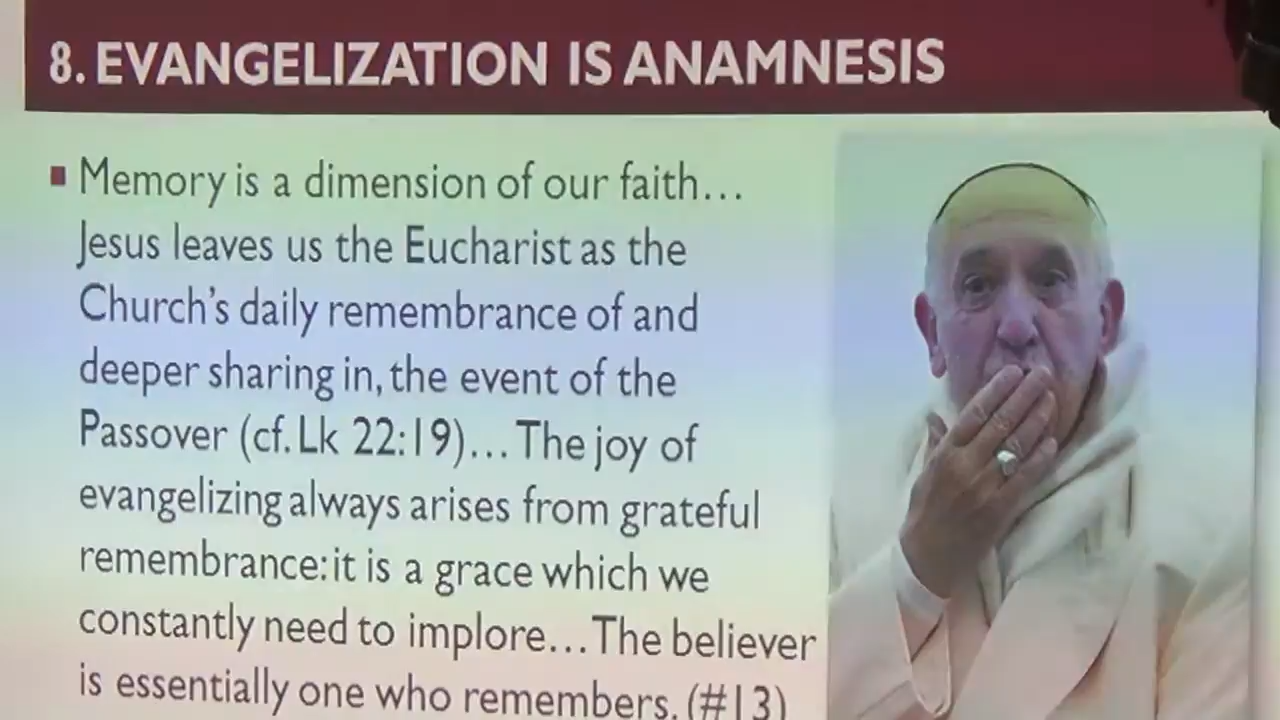 8. EVANGELIZATION IS ANAMNESIS
Memory is a dimension of our faith…
Jesus leaves us the Eucharist as the
Church's daily remembrance of and
deeper sharing in, the event of the
Passover (cf. Lk 22:19)… The joy of
evangelizing always arises from grateful
remembrance: it is a grace which we
constantly need to implore… The believer
is essentially one who remembers. (#13)